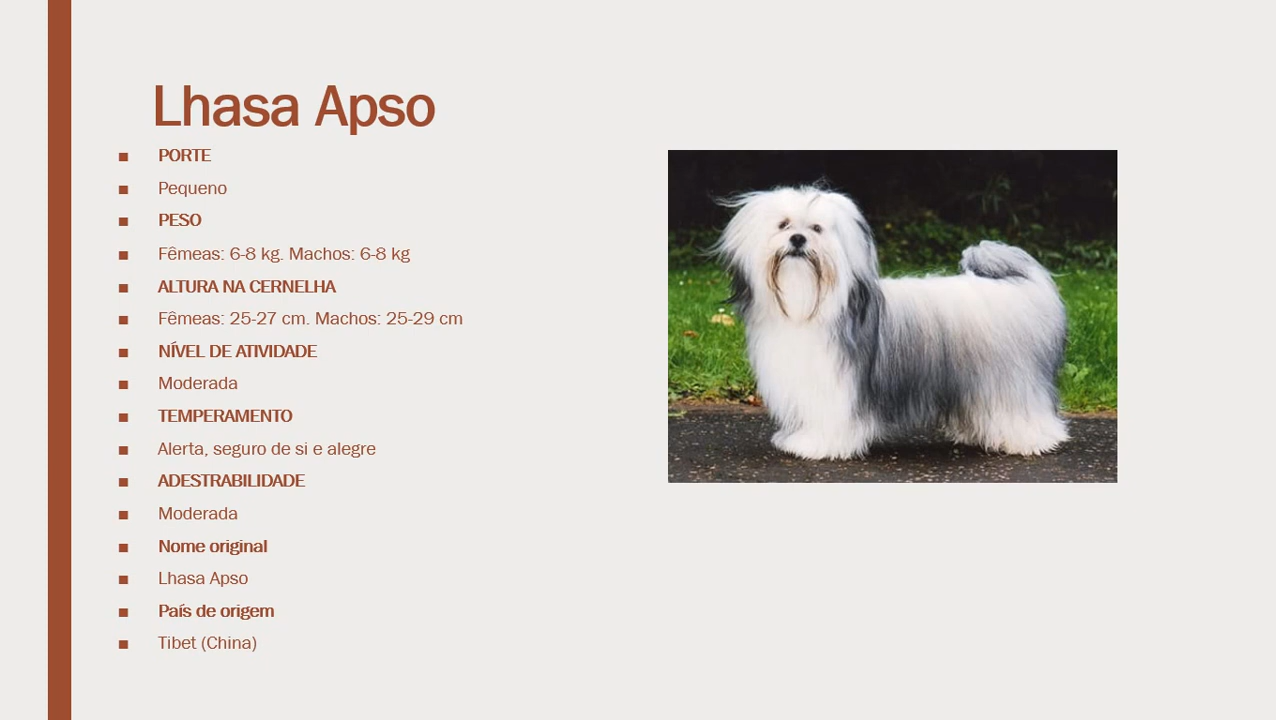 Lhasa Apso
PORTE
Pequeno
PESO
Fêmeas: 6-8 kg. Machos: 6-8 kg
ALTURA NA CERNELHA
Fêmeas: 25-27 cm. Machos: 25-29 cm
NÍVEL DE ATIVIDADE
Moderada
TEMPERAMENTO
Alerta, seguro de si e alegre
ADESTRABILIDADE
Moderada
Nome original
Lhasa Apso
País de origem
Tibet (China)